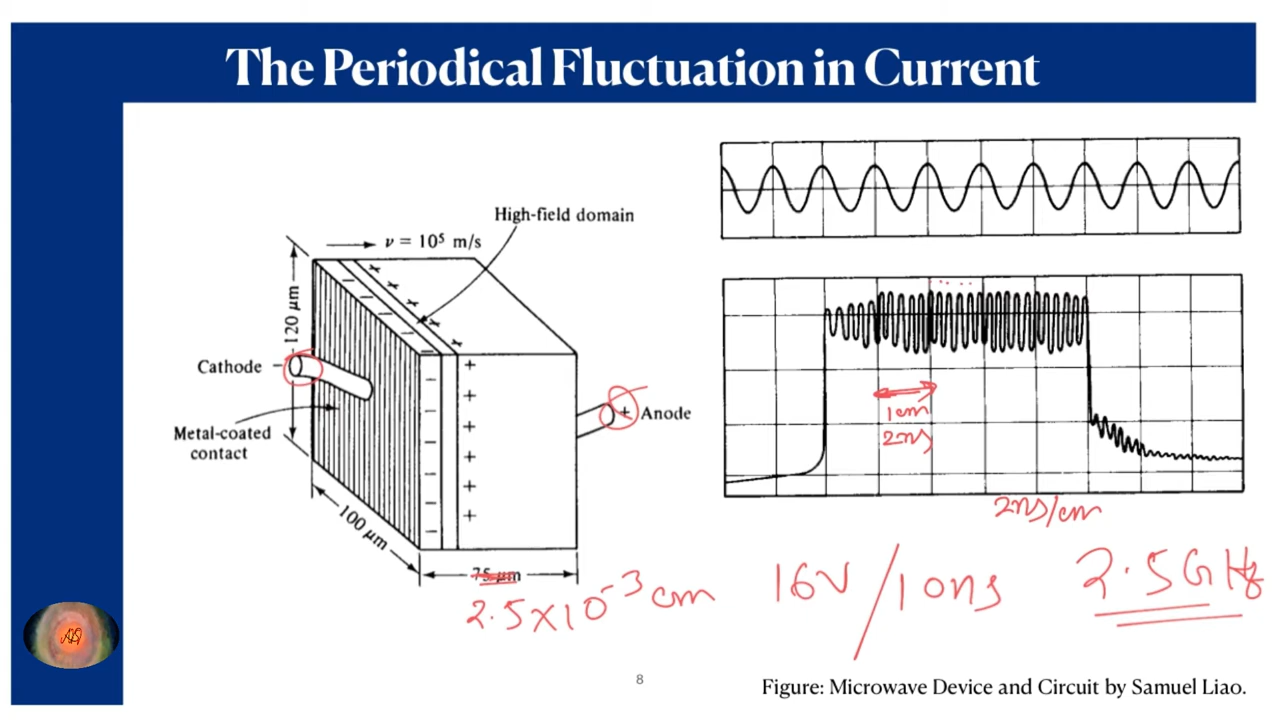 The Periodical Fluctuation in Current
High-field domain
ν = 10⁵ m/s
120 μm
Cathode
Metal-coated
contact
Anode
100 μm
75 μm
2.5×10⁻³ cm
1cm
2ns
2ns/cm
16V / 10ns
2.5GHz
8
Figure: Microwave Device and Circuit by Samuel Liao.